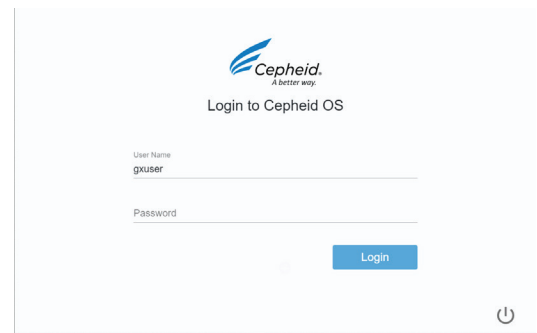 Cepheid.
A better way.
Login to Cepheid OS
User Name
gxuser
Password
Login